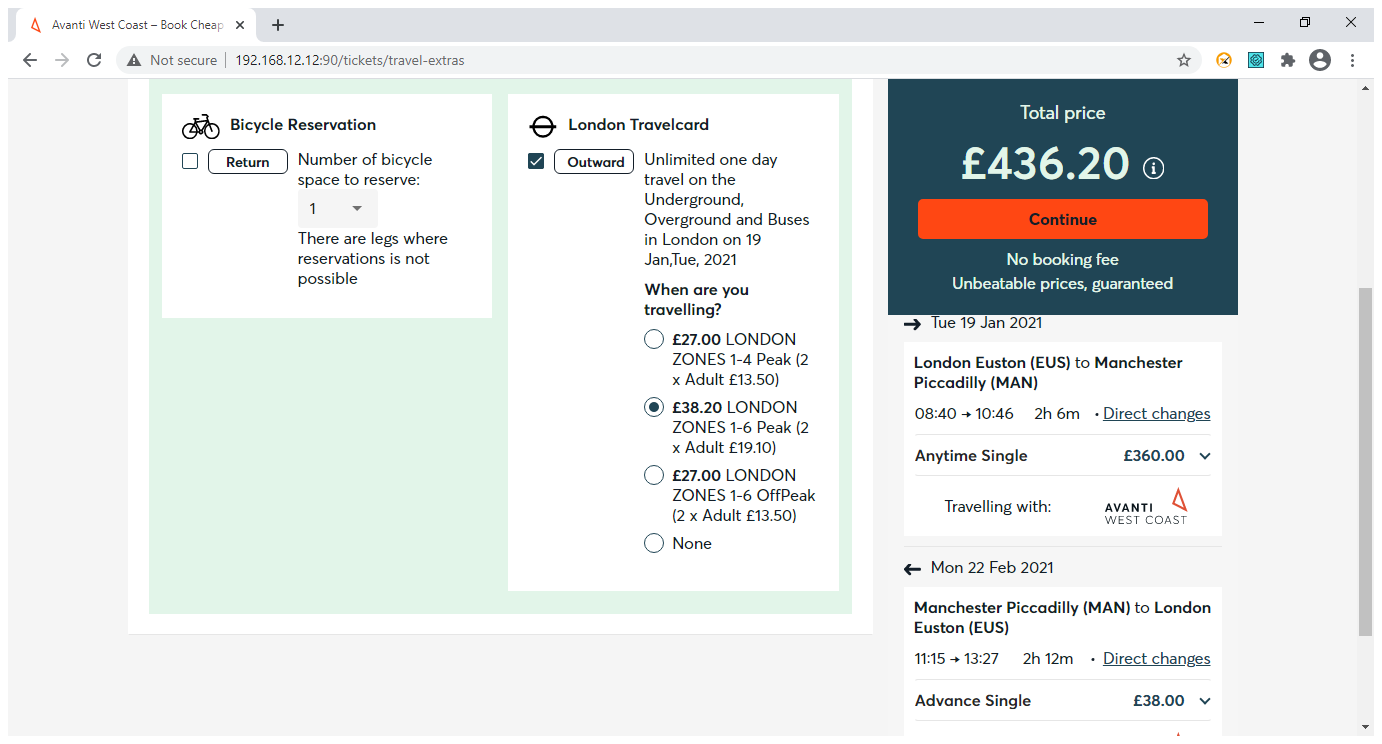 Avanti West Coast – Book Cheap
Not secure
192.168.12.12:90/tickets/travel-extras
Bicycle Reservation
Return
Number of bicycle
space to reserve:
1
There are legs where
reservations is not
possible
London Travelcard
Outward
Unlimited one day
travel on the
Underground,
Overground and Buses
in London on 19
Jan,Tue, 2021
When are you
travelling?
£27.00 LONDON
ZONES 1-4 Peak (2
x Adult £13.50)
£38.20 LONDON
ZONES 1-6 Peak (2
x Adult £19.10)
£27.00 LONDON
ZONES 1-6 OffPeak
(2 x Adult £13.50)
None
Total price
£436.20
Continue
No booking fee
Unbeatable prices, guaranteed
Tue 19 Jan 2021
London Euston (EUS) to Manchester
Piccadilly (MAN)
08:40 → 10:46 2h 6m • Direct changes
Anytime Single £360.00
Travelling with: AVANTI
WEST COAST
Mon 22 Feb 2021
Manchester Piccadilly (MAN) to London
Euston (EUS)
11:15 → 13:27 2h 12m • Direct changes
Advance Single £38.00